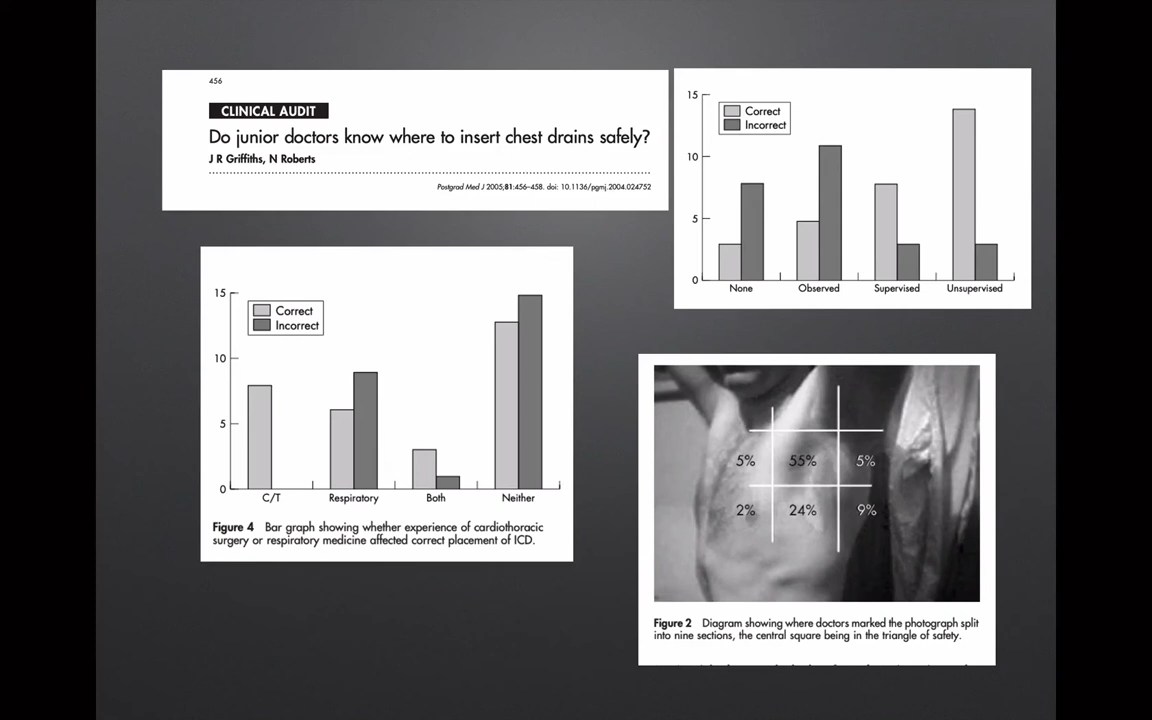 456
CLINICAL AUDIT
Do junior doctors know where to insert chest drains safely?
J R Griffiths, N Roberts
Postgrad Med J 2005;81:456–458. doi: 10.1136/pgmj.2004.024752
15
Correct
Incorrect
10
5
0
None Observed Supervised Unsupervised
15
Correct
Incorrect
10
5
0
C/T Respiratory Both Neither
Figure 4 Bar graph showing whether experience of cardiothoracic
surgery or respiratory medicine affected correct placement of ICD.
5% 55% 5%
2% 24% 9%
Figure 2 Diagram showing where doctors marked the photograph split
into nine sections, the central square being in the triangle of safety.